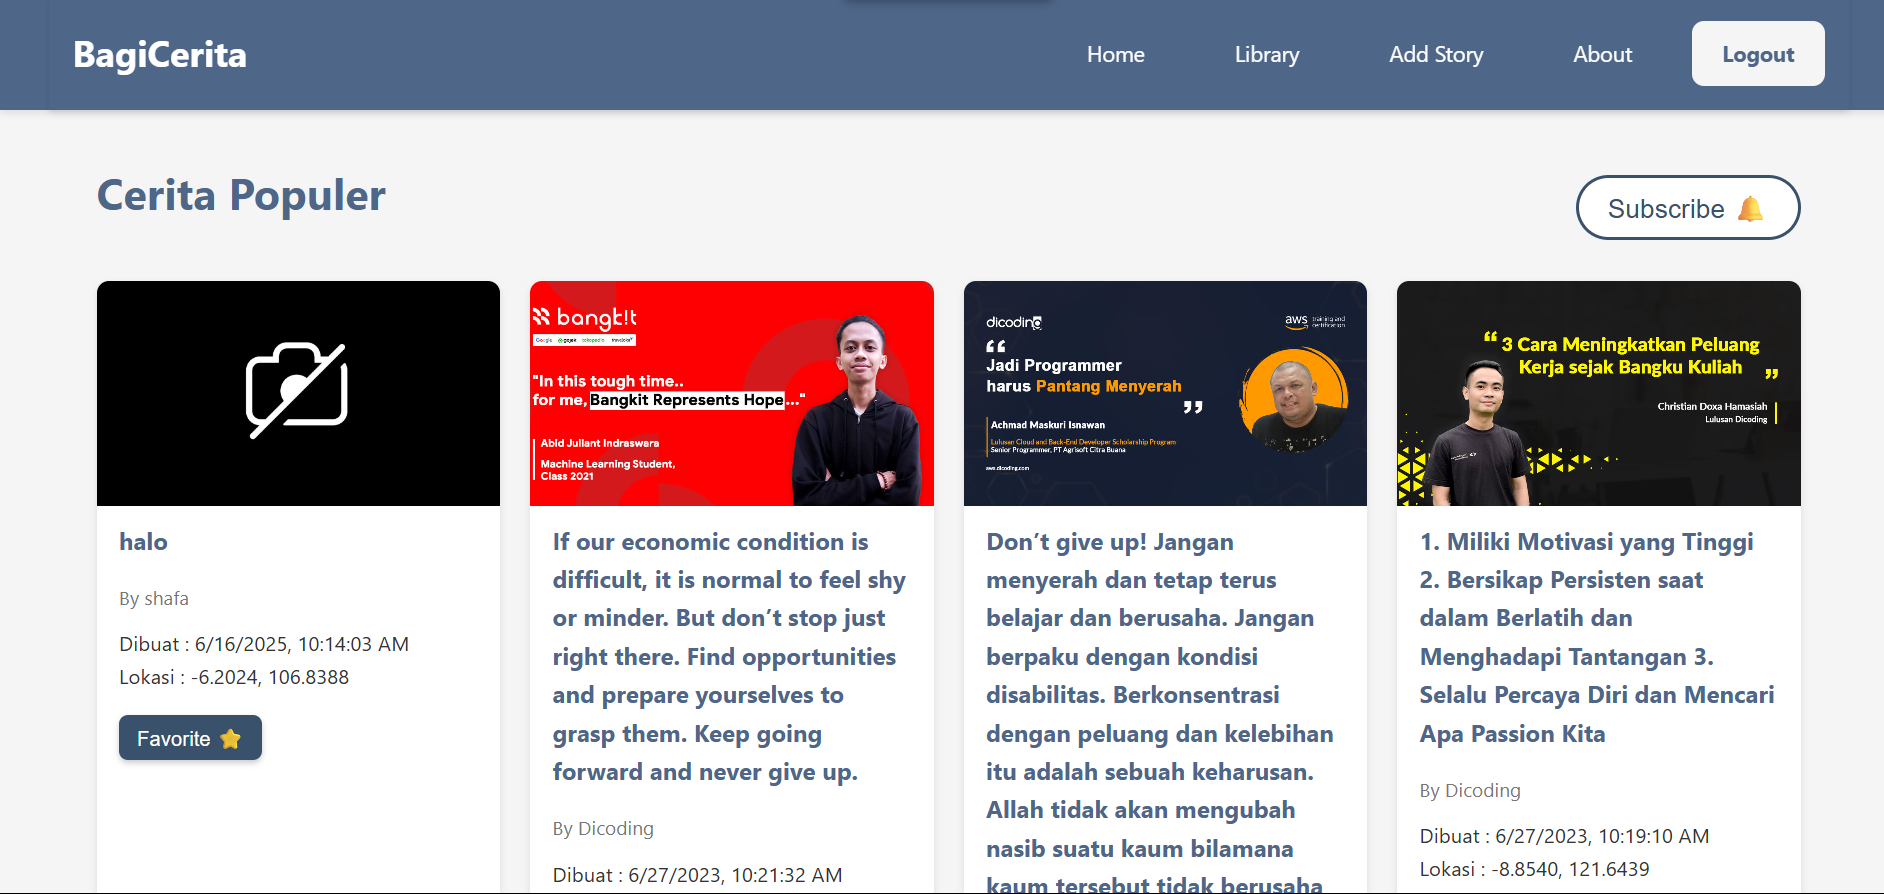 BagiCerita
Home
Library
Add Story
About
Logout
Cerita Populer
Subscribe
halo
By shafa
Dibuat : 6/16/2025, 10:14:03 AM
Lokasi : -6.2024, 106.8388
Favorite
bangk!t
Google gojek tokopedia traveloka
"In this tough time..
for me, Bangkit Represents Hope..."
Abid Juliant Indraswara
Machine Learning Student,
Class 2021
If our economic condition is
difficult, it is normal to feel shy
or minder. But don’t stop just
right there. Find opportunities
and prepare yourselves to
grasp them. Keep going
forward and never give up.
By Dicoding
Dibuat : 6/27/2023, 10:21:32 AM
dicoding
aws training and
certification
“
Jadi Programmer
harus Pantang Menyerah
”
Achmad Maskuri Isnawan
Lulusan Cloud and Back-End Developer Scholarship Program
Senior Programmer, PT Agrisoft Citra Buana
aws.dicoding.com
Don’t give up! Jangan
menyerah dan tetap terus
belajar dan berusaha. Jangan
berpaku dengan kondisi
disabilitas. Berkonsentrasi
dengan peluang dan kelebihan
itu adalah sebuah keharusan.
Allah tidak akan mengubah
nasib suatu kaum bilamana
kaum tersebut tidak berusaha
“ 3 Cara Meningkatkan Peluang
Kerja sejak Bangku Kuliah ”
Christian Doxa Hamasiah
Lulusan Dicoding
1. Miliki Motivasi yang Tinggi
2. Bersikap Persisten saat
dalam Berlatih dan
Menghadapi Tantangan 3.
Selalu Percaya Diri dan Mencari
Apa Passion Kita
By Dicoding
Dibuat : 6/27/2023, 10:19:10 AM
Lokasi : -8.8540, 121.6439